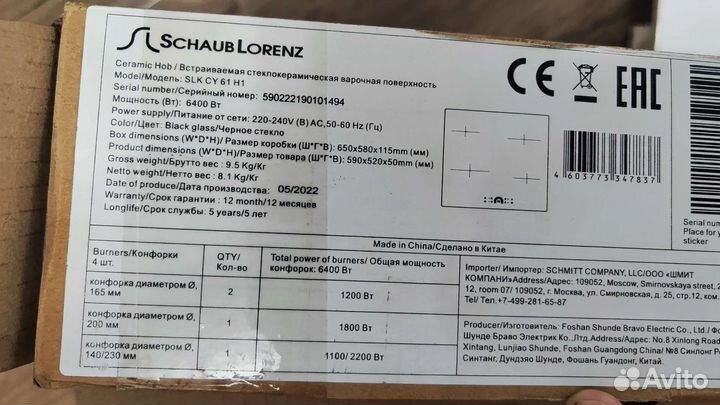 SCHAUB LORENZ
Ceramic Hob / Встраиваемая стеклокерамическая варочная поверхность
Model/Модель: SLK CY 61 H1
Serial number/Серийный номер: 590222190101494
Мощность (Вт): 6400 Вт
Power supply/Питание от сети: 220-240V (В) AC,50-60 Hz (Гц)
Color/Цвет: Black glass/Черное стекло
Box dimensions (W*D*H)/ Размер коробки (Ш*Г*В): 650x580x115mm (мм)
Product dimensions (W*D*H)/Размер товара (Ш*Г*В): 590x520x50mm (мм)
Gross weight/Брутто вес: 9.5 Kg/Кг
Netto weight/Нетто вес: 8.1 Kg/Кг
Date of produce/Дата производства: 05/2022
Warranty/Срок гарантии: 12 month/12 месяцев
Longlife/Срок службы: 5 years/5 лет
CE EAC
4 603773 347837
Serial num
Place for y
sticker
Made in China/Сделано в Китае
Burners/Конфорки
4 шт.
QTY/
Кол-во
Total power of burners/ Общая мощность
конфорок: 6400 Вт
конфорка диаметром Ø,
165 мм
2
1200 Вт
конфорка диаметром Ø,
200 мм
1
1800 Вт
конфорка диаметром Ø,
140/230 мм
1
1100/ 2200 Вт
Importer/ Импортер: SCHMITT COMPANY, LLC/ООО «ШМИТ
КОМПАНИ»Address/Адрес: 109052, Moscow, Smirnovskaya street, 2
12, room 07/ 109052, г. Москва, ул. Смирновская, д. 25, стр.12, ком.
Tel/Тел.+7-499-281-65-87
Producer/Изготовитель: Foshan Shunde Bravo Electric Co., Ltd./Фо
Шунде Браво Электрик Ко., Лтд.Address/Адрес: No.8 Xinlong Road
Xintang, Lunjiao Shunde, Foshan Guangdong China/ №8 Синлонг Ро
Синтанг, Дундзяо Шунде, Фошань Гуандонг, Китай.
Avito